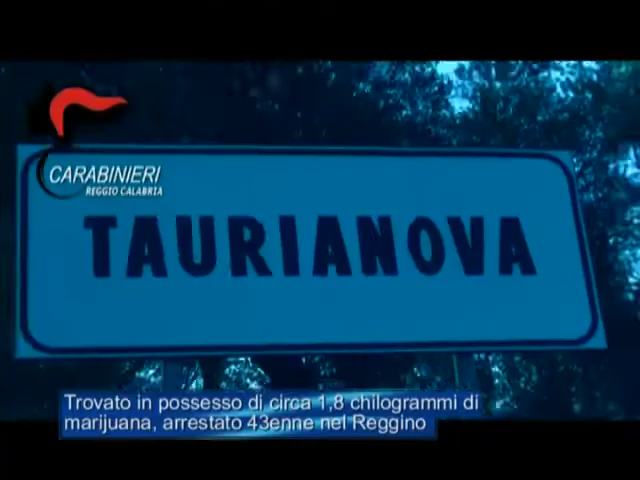 CARABINIERI
REGGIO CALABRIA
TAURIANOVA
Trovato in possesso di circa 1,8 chilogrammi di
marijuana, arrestato 43enne nel Reggino